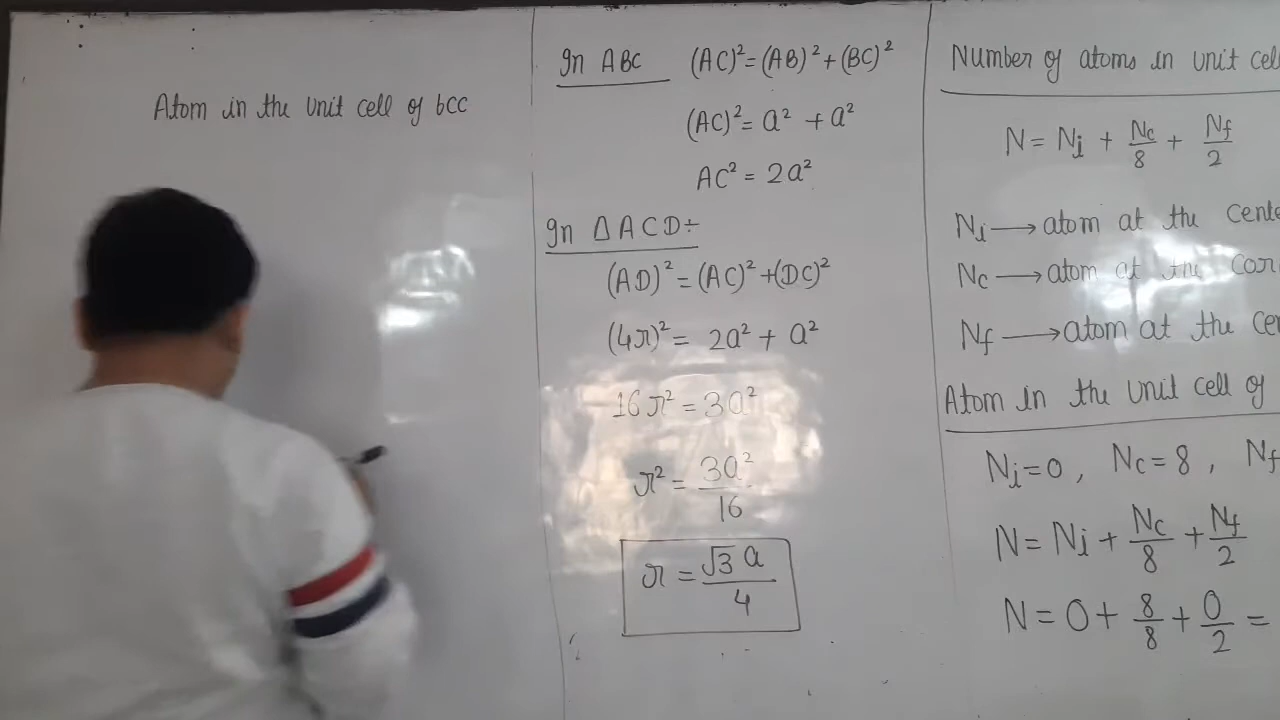 Atom in the unit cell of bcc
In ABC (AC)² = (AB)² + (BC)²
(AC)² = a² + a²
AC² = 2a²
In ΔACD÷
(AD)² = (AC)² + (DC)²
(4r)² = 2a² + a²
16r² = 3a²
r² = 3a²/16
r = √3 a/4
Number of atoms in unit cel
N = Ni + Nc/8 + Nf/2
Ni → atom at the cente
Nc → atom at the cor
Nf → atom at the ce
Atom in the unit cell of
Ni = 0, Nc = 8, Nf
N = Ni + Nc/8 + Nf/2
N = 0 + 8/8 + 0/2 =